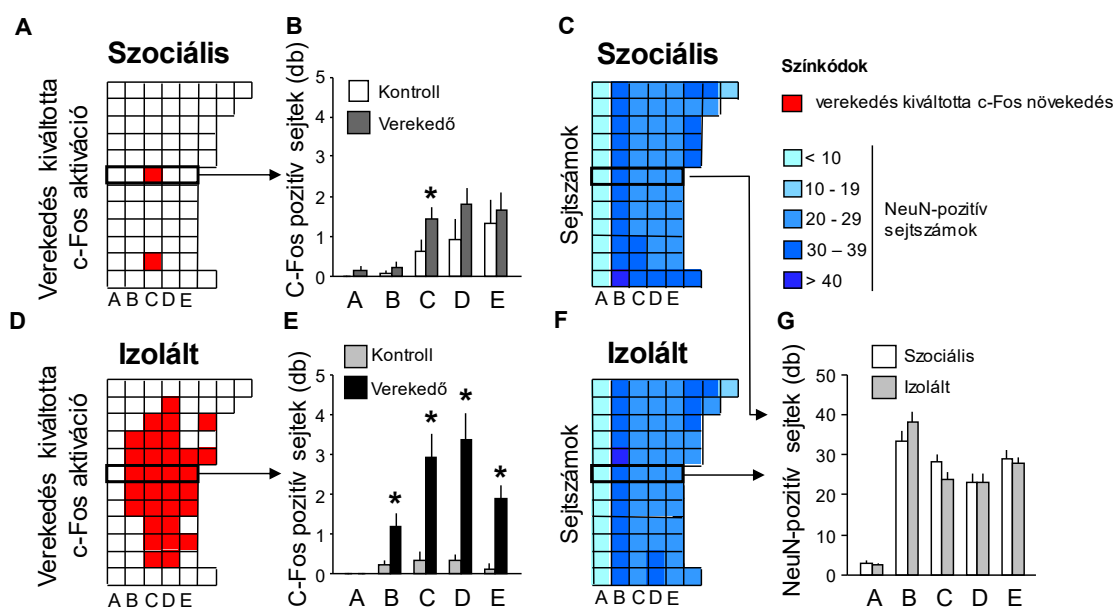 A
Szociális
Verekedés kiváltotta
c-Fos aktiváció
A B C D E
B
C-Fos pozitív sejtek (db)
5
4
3
2
1
0
Kontroll
Verekedő
*
A B C D E
C
Szociális
Sejtszámok
A B C D E
Színkódok
verekedés kiváltotta c-Fos növekedés
< 10
10 - 19
20 - 29
30 – 39
> 40
NeuN-pozitív
sejtszámok
D
Izolált
Verekedés kiváltotta
c-Fos aktiváció
A B C D E
E
C-Fos pozitív sejtek (db)
5
4
3
2
1
0
Kontroll
Verekedő
* * * *
A B C D E
F
Izolált
Sejtszámok
A B C D E
G
NeuN-pozitív sejtek (db)
50
40
30
20
10
0
Szociális
Izolált
A B C D E